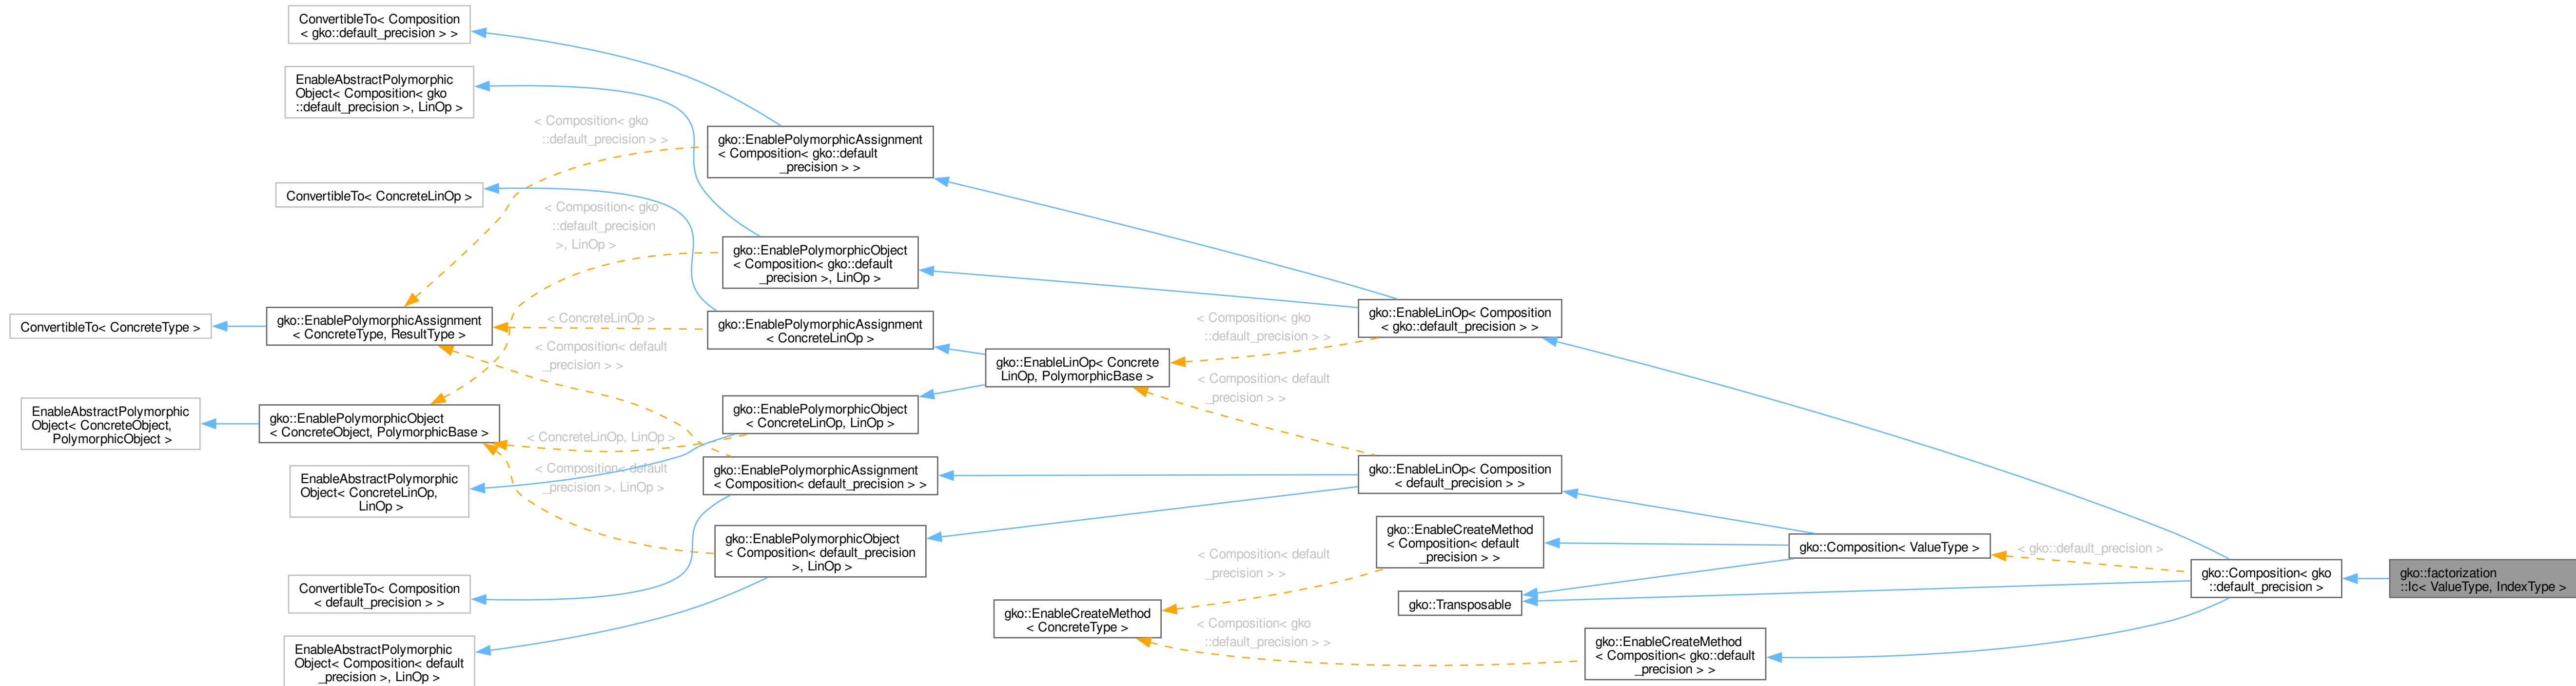 ConvertibleTo< Composition
< gko::default_precision > >
EnableAbstractPolymorphic
Object< Composition< gko
::default_precision >, LinOp >
ConvertibleTo< ConcreteLinOp >
ConvertibleTo< ConcreteType >
gko::EnablePolymorphicAssignment
< ConcreteType, ResultType >
EnableAbstractPolymorphic
Object< ConcreteObject,
PolymorphicObject >
gko::EnablePolymorphicObject
< ConcreteObject, PolymorphicBase >
EnableAbstractPolymorphic
Object< ConcreteLinOp,
LinOp >
ConvertibleTo< Composition
< default_precision > >
EnableAbstractPolymorphic
Object< Composition< default
_precision >, LinOp >
< Composition< gko
::default_precision > >
< Composition< gko
::default_precision
>, LinOp >
< ConcreteLinOp >
< Composition< default
_precision > >
< ConcreteLinOp, LinOp >
< Composition< default
_precision >, LinOp >
gko::EnablePolymorphicAssignment
< Composition< gko::default
_precision > >
gko::EnablePolymorphicObject
< Composition< gko::default
_precision >, LinOp >
gko::EnablePolymorphicAssignment
< ConcreteLinOp >
gko::EnablePolymorphicObject
< ConcreteLinOp, LinOp >
gko::EnablePolymorphicAssignment
< Composition< default_precision > >
gko::EnablePolymorphicObject
< Composition< default_precision
>, LinOp >
gko::EnableLinOp< Concrete
LinOp, PolymorphicBase >
gko::EnableCreateMethod
< ConcreteType >
< Composition< gko
::default_precision > >
< Composition< default
_precision > >
< Composition< default
_precision > >
< Composition< gko
::default_precision > >
gko::EnableLinOp< Composition
< gko::default_precision > >
gko::EnableLinOp< Composition
< default_precision > >
gko::EnableCreateMethod
< Composition< default
_precision > >
gko::Transposable
gko::EnableCreateMethod
< Composition< gko::default
_precision > >
gko::Composition< ValueType >
< gko::default_precision >
gko::Composition< gko
::default_precision >
gko::factorization
::Ic< ValueType, IndexType >